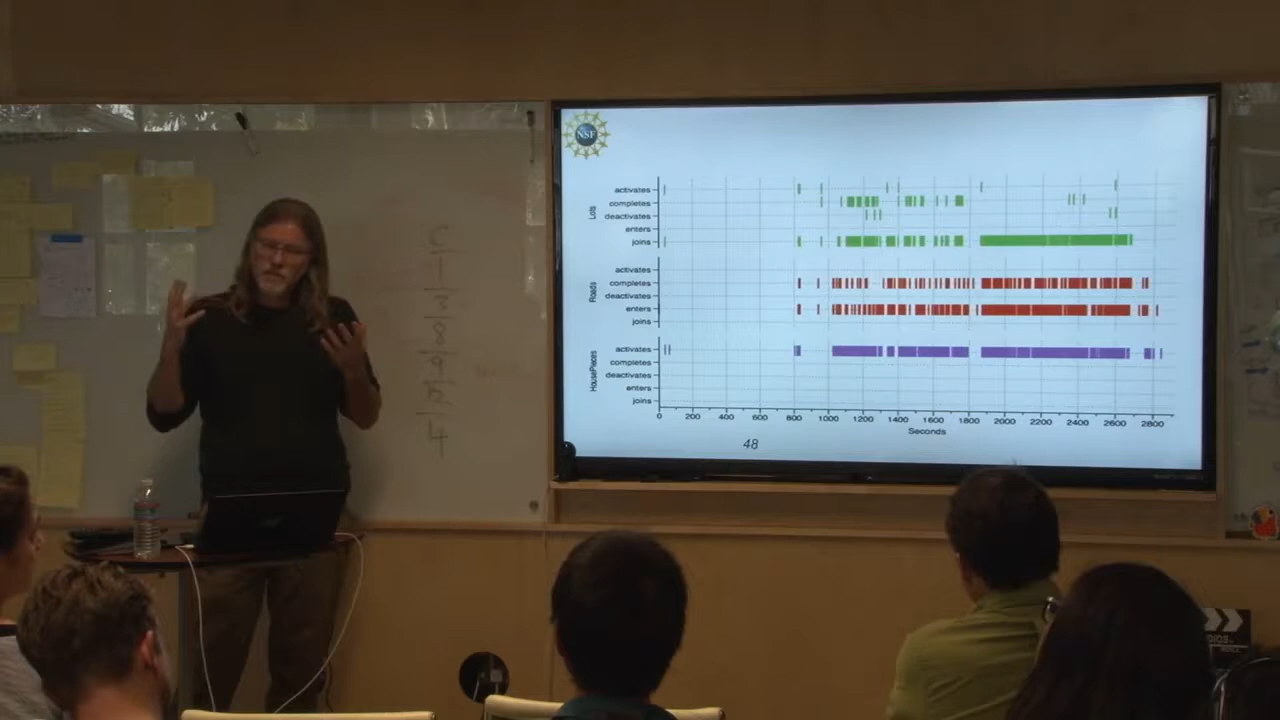 NSF
Lots
activates
completes
deactivates
enters
joins
Roads
activates
completes
deactivates
enters
joins
HousePieces
activates
completes
deactivates
enters
joins
0 200 400 600 800 1000 1200 1400 1600 1800 2000 2200 2400 2600 2800
Seconds
48